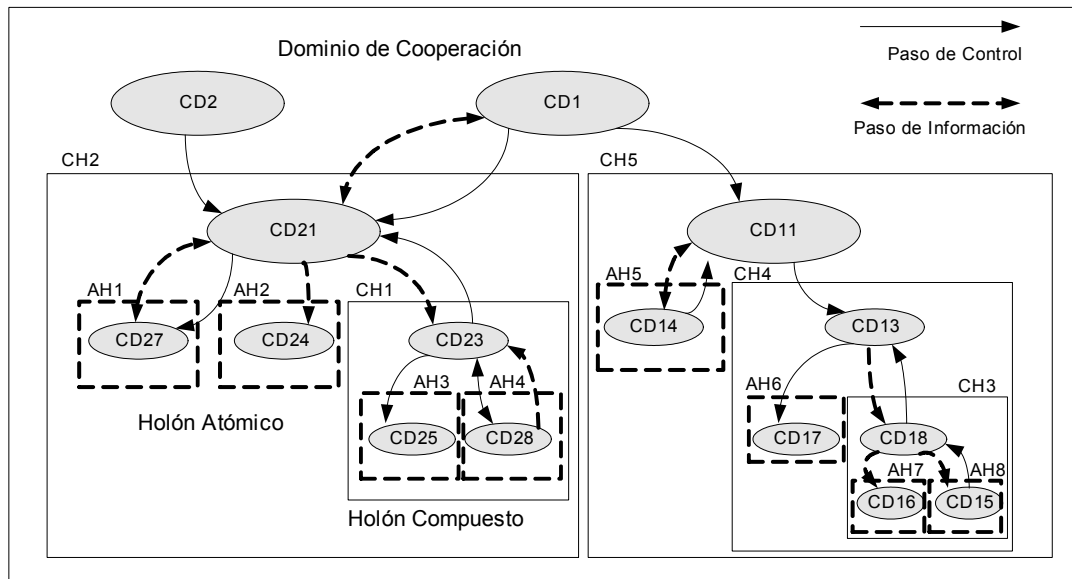 Dominio de Cooperación
Paso de Control
Paso de Información
CD2
CD1
CH2
CH5
CD21
CD11
AH1
AH2
CH1
AH5
CH4
CD27
CD24
CD23
CD14
CD13
AH3
AH4
AH6
CH3
Holón Atómico
CD25
CD28
CD17
CD18
AH7
AH8
CD16
CD15
Holón Compuesto